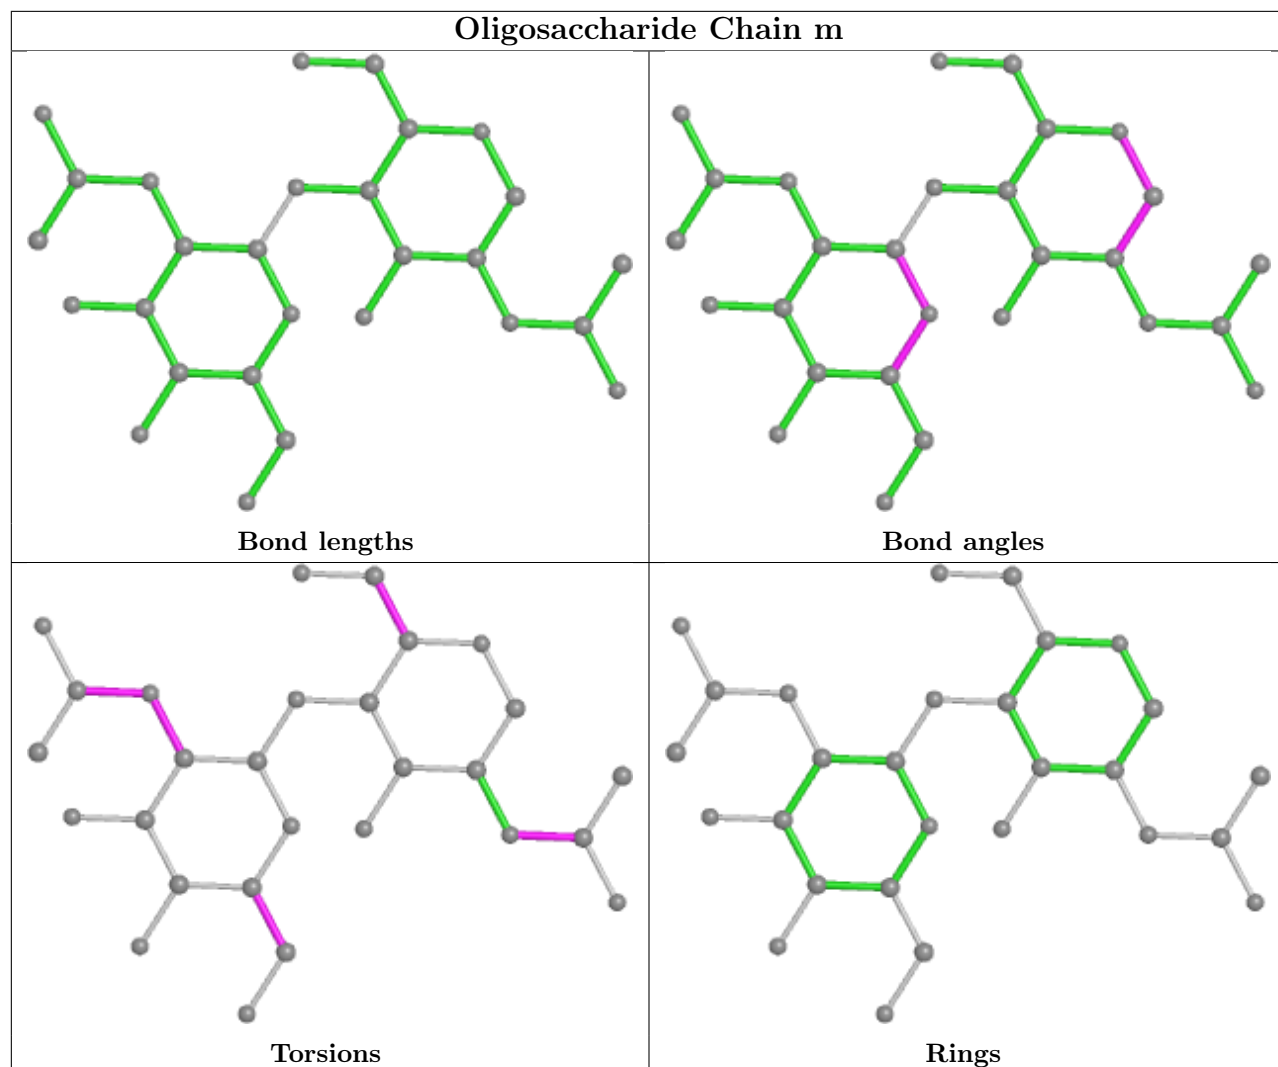 Oligosaccharide Chain m
Bond lengths
Bond angles
Torsions
Rings